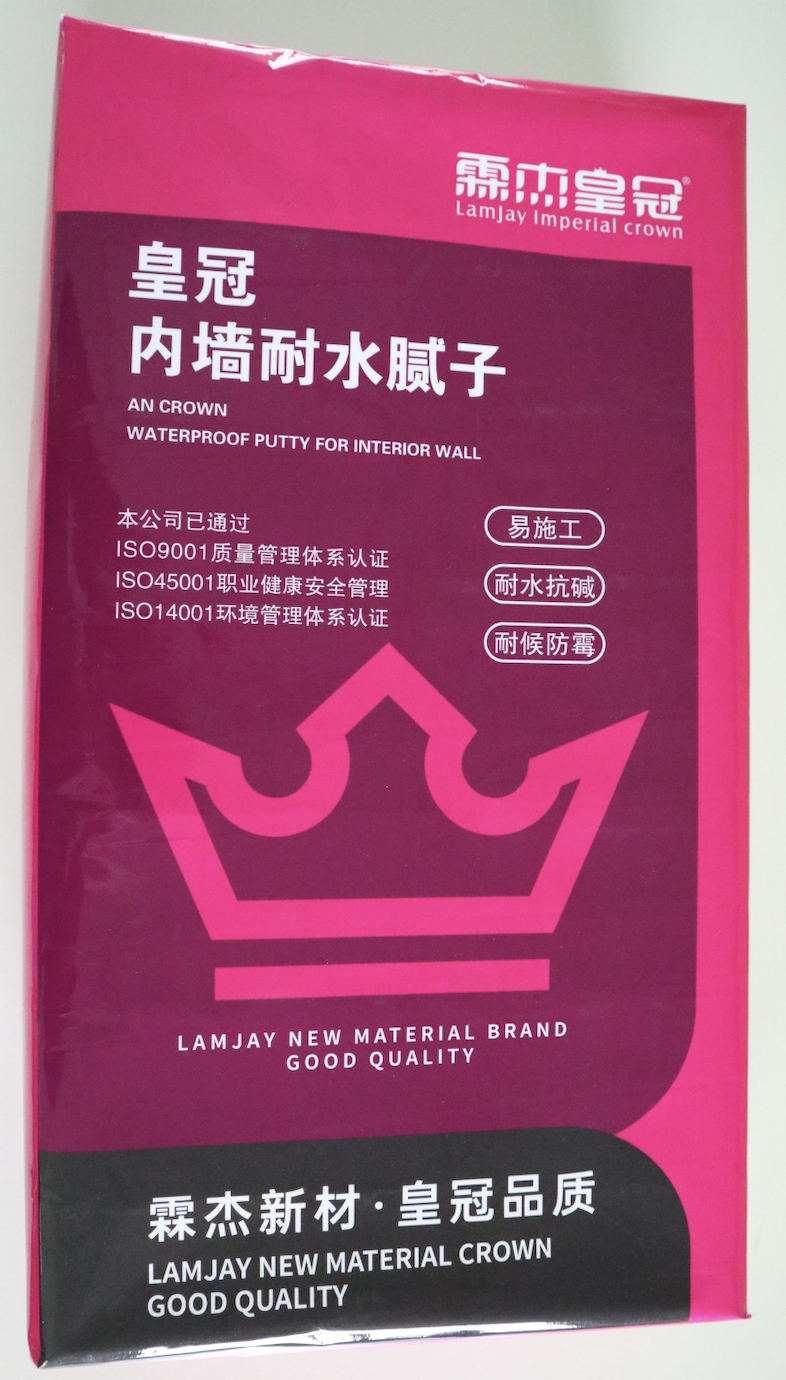 霖杰皇冠®
Lamjay Imperial crown
皇冠
内墙耐水腻子
AN CROWN
WATERPROOF PUTTY FOR INTERIOR WALL
本公司已通过
ISO9001质量管理体系认证
ISO45001职业健康安全管理
ISO14001环境管理体系认证
易施工
耐水抗碱
耐候防霉
LAMJAY NEW MATERIAL BRAND
GOOD QUALITY
霖杰新材·皇冠品质
LAMJAY NEW MATERIAL CROWN
GOOD QUALITY